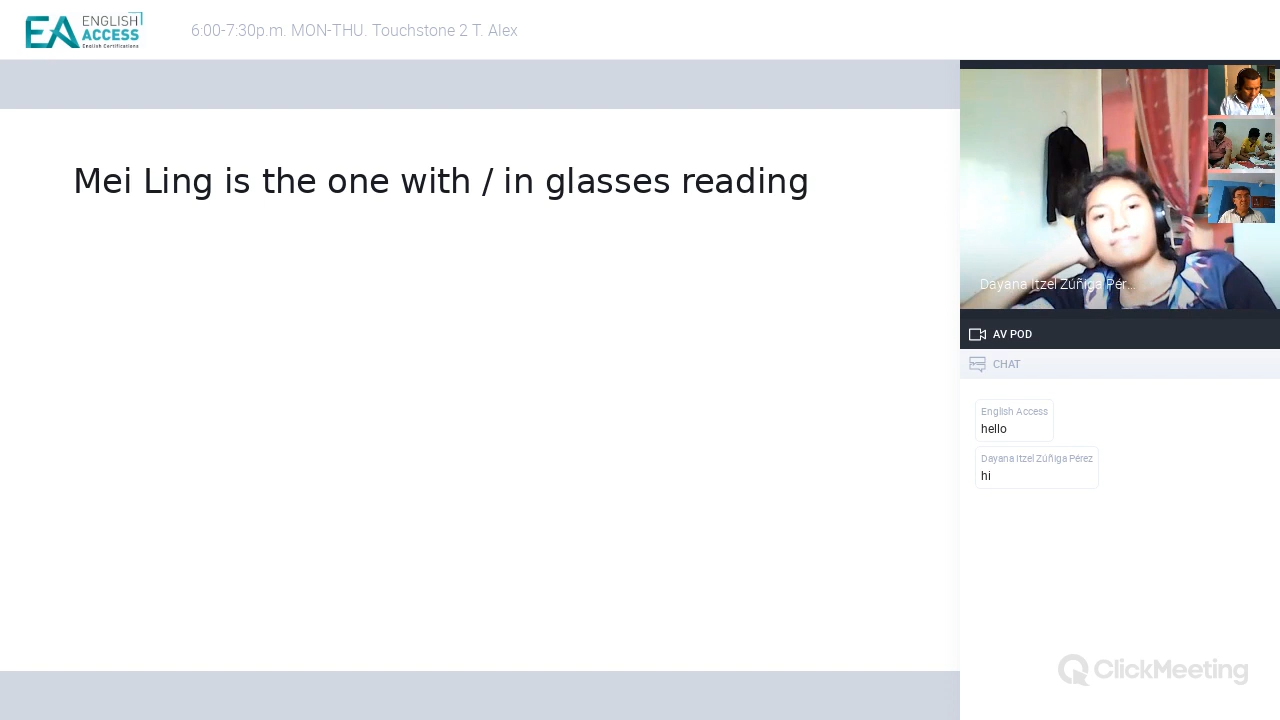 EA ENGLISH
ACCESS
English Certifications
6:00-7:30p.m. MON-THU. Touchstone 2 T. Alex
Mei Ling is the one with / in glasses reading
Dayana Itzel Zúñiga Pér...
AV POD
CHAT
English Access
hello
Dayana Itzel Zúñiga Pérez
hi
ClickMeeting